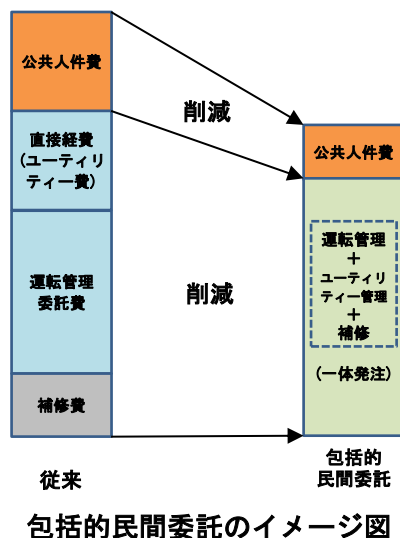 公共人件費
直接経費
(ユーティリ
ティー費)
運転管理
委託費
補修費
従来
削減
削減
公共人件費
運転管理
＋
ユーティリ
ティー管理
＋
補修
(一体発注)
包括的
民間委託
包括的民間委託のイメージ図